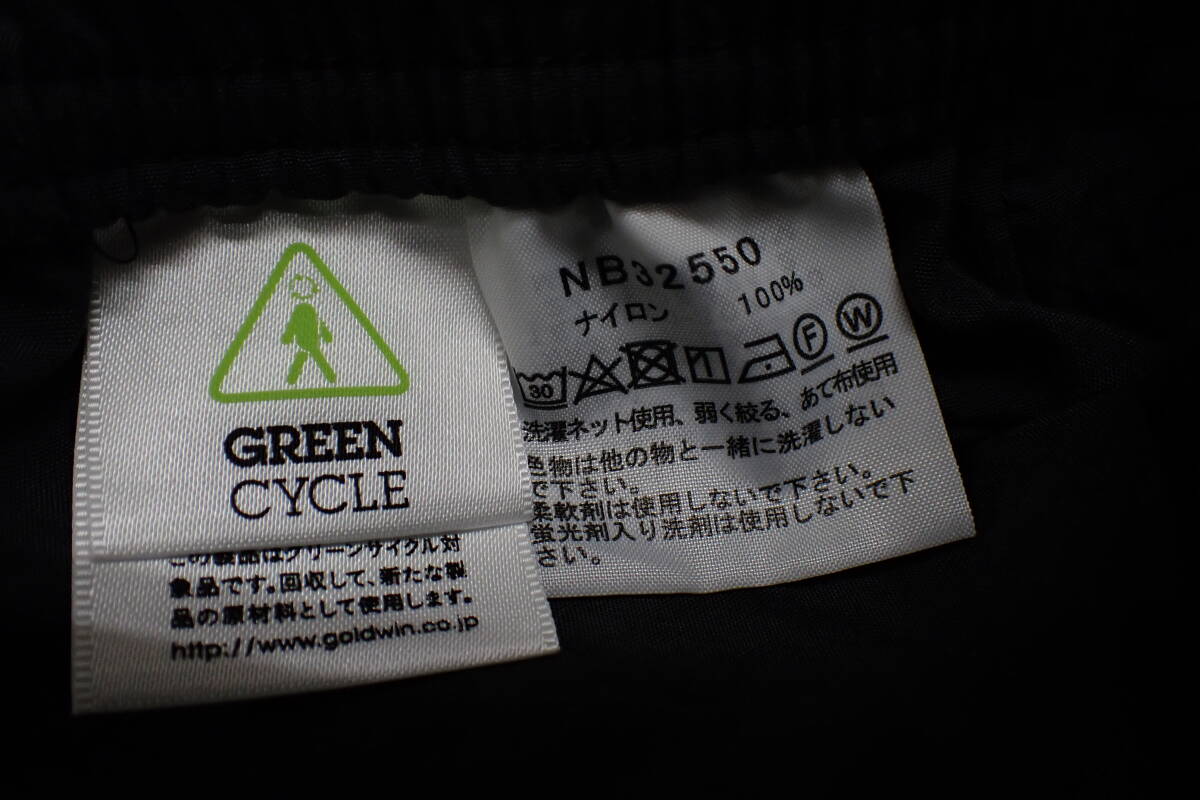 GREEN
CYCLE
この製品はグリーンサイクル対
象品です。回収して、新たな製
品の原材料として使用します。
http://www.goldwin.co.jp
NB32550
ナイロン 100%
30 F W
洗濯ネット使用、弱く絞る、あて布使用
色物は他の物と一緒に洗濯しない
で下さい。
柔軟剤は使用しないで下さい。
蛍光剤入り洗剤は使用しないで下
さい。